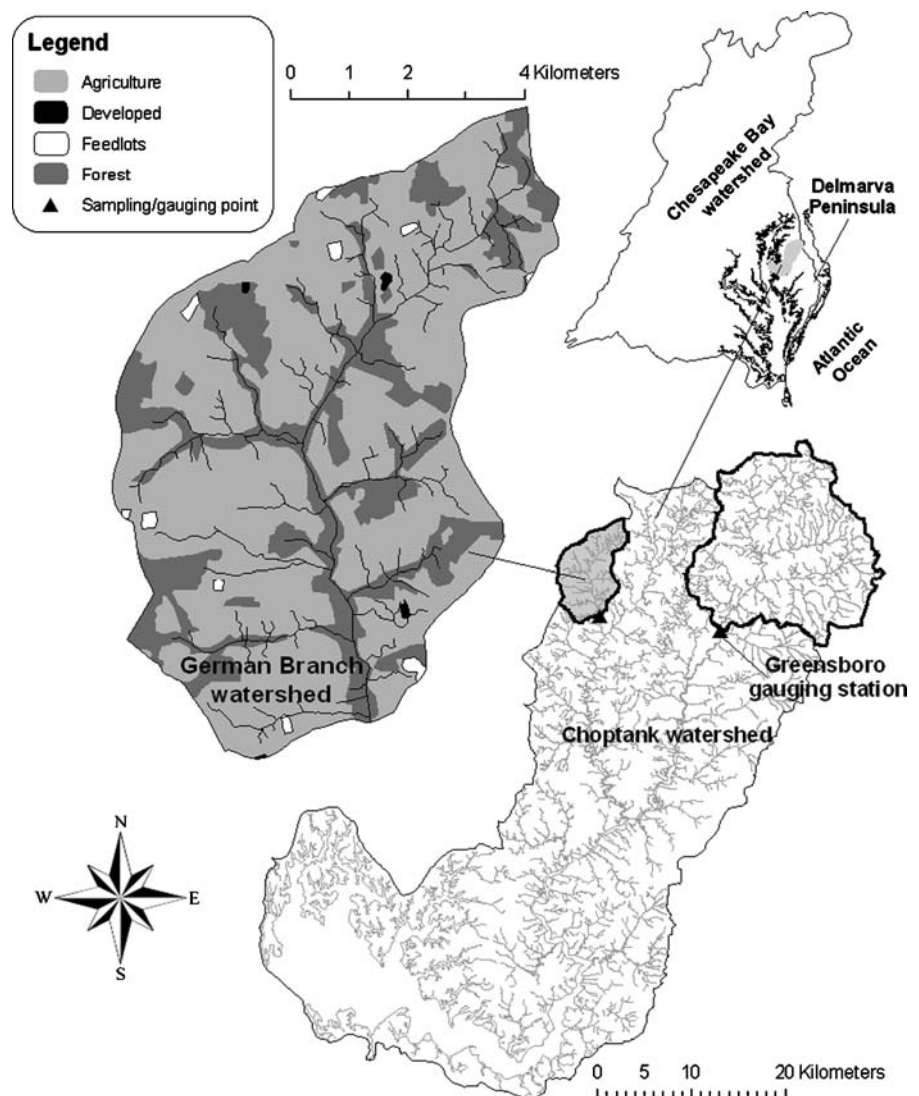 Legend
Agriculture
Developed
Feedlots
Forest
Sampling/gauging point
0 1 2 4 Kilometers
Chesapeake Bay
watershed
Delmarva
Peninsula
Atlantic
Ocean
German Branch
watershed
Greensboro
gauging station
Choptank watershed
N
W E
S
0 5 10 20 Kilometers